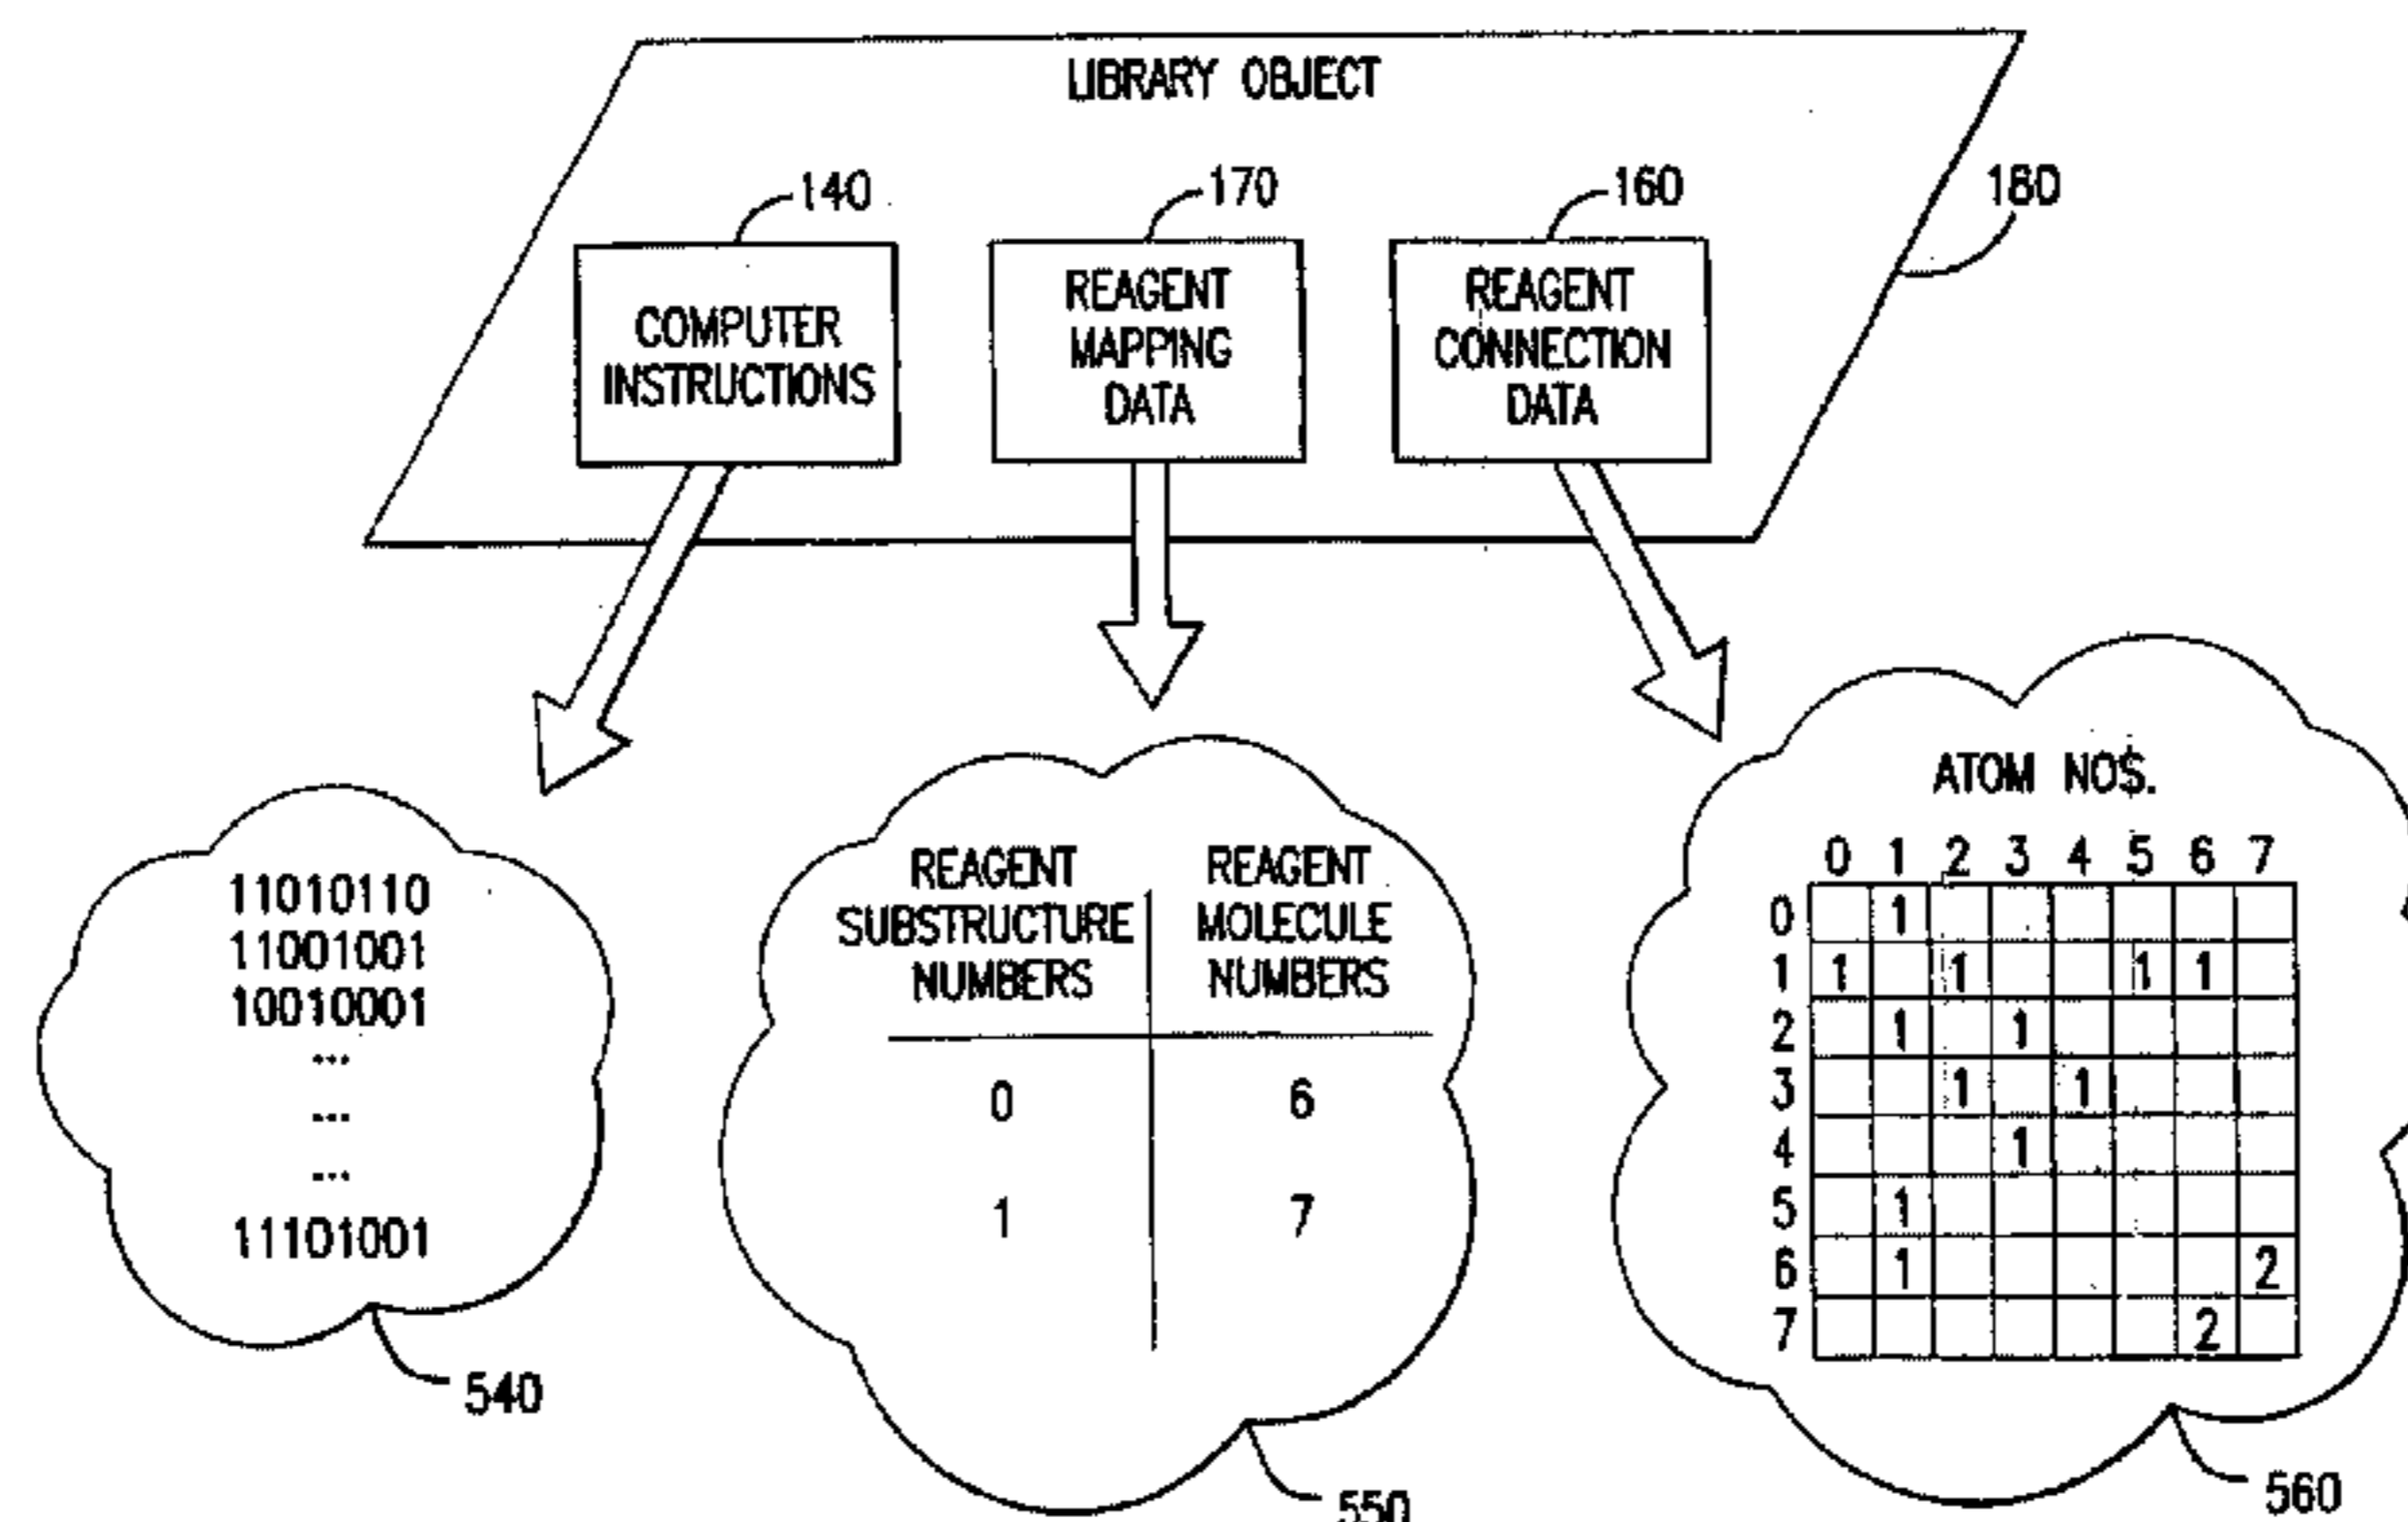 LIBRARY OBJECT
140
170
160
180
COMPUTER
INSTRUCTIONS
REAGENT
MAPPING
DATA
REAGENT
CONNECTION
DATA
11010110
11001001
10010001
...
...
...
11101001
540
REAGENT
SUBSTRUCTURE
NUMBERS
REAGENT
MOLECULE
NUMBERS
0 6
1 7
550
ATOM NOS.
0 1 2 3 4 5 6 7
0 1
1 1 1 1 1
2 1 1
3 1 1
4 1
5 1
6 1 2
7 2
560